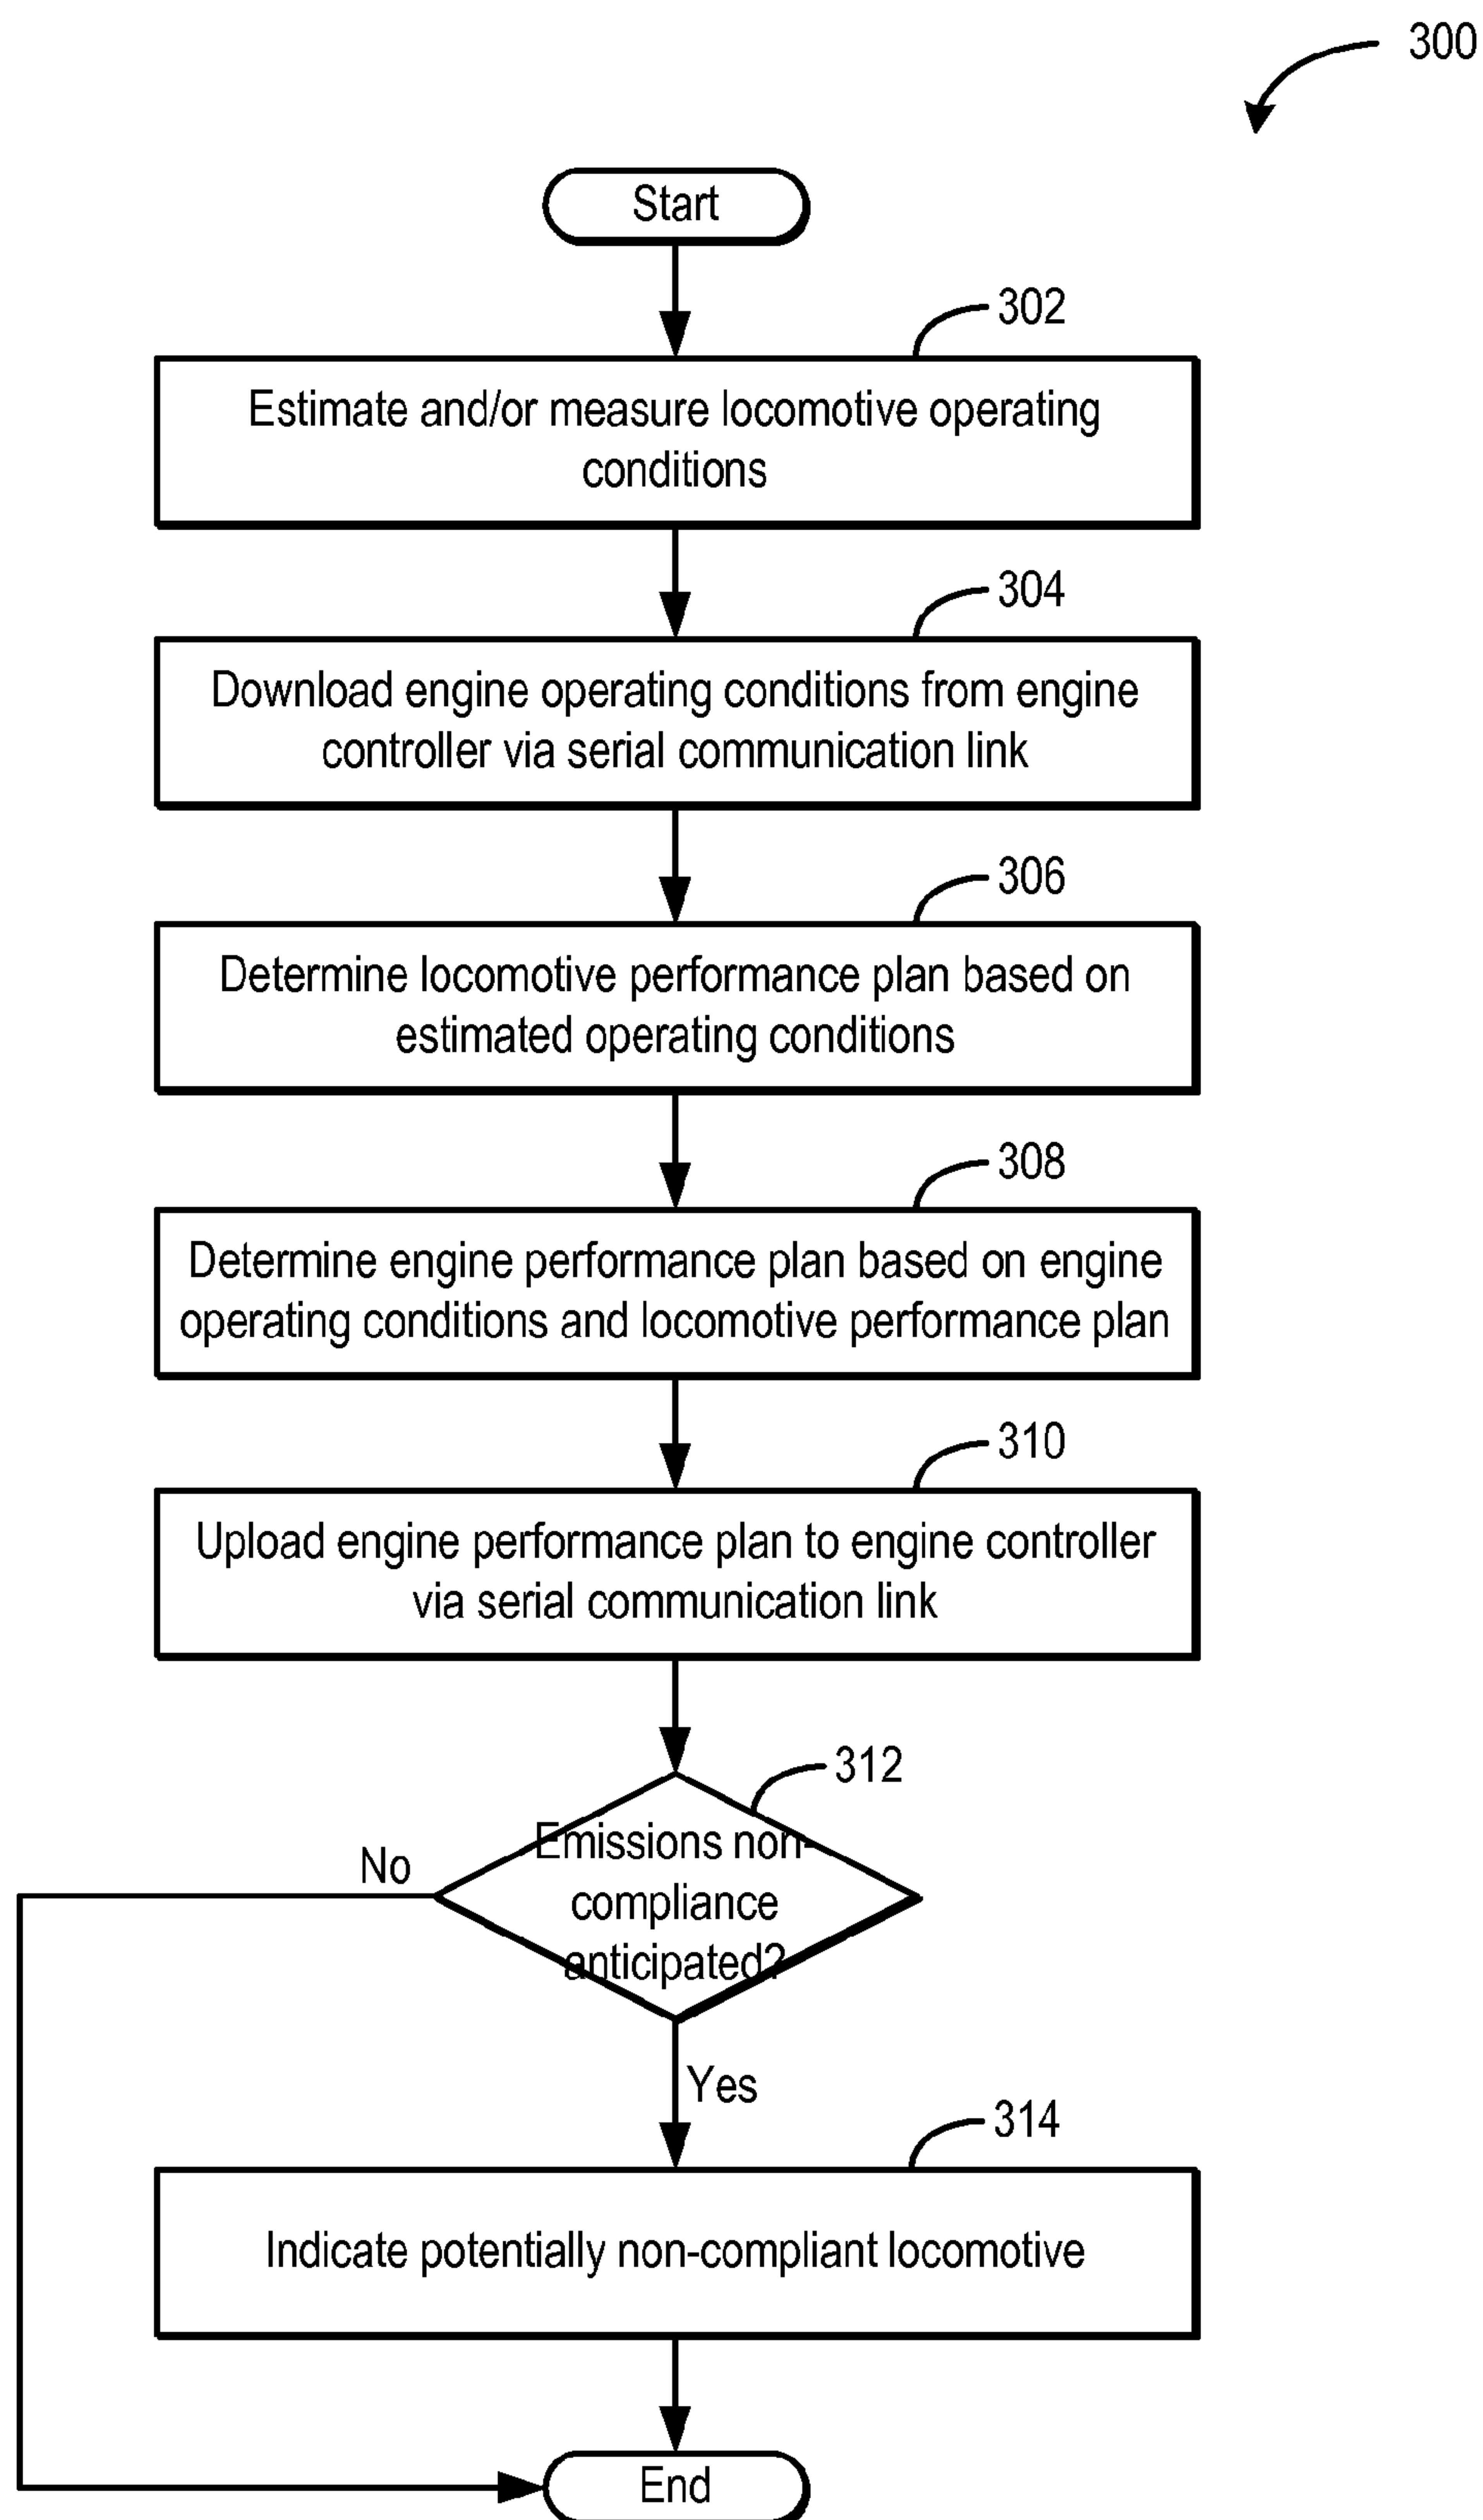 300
Start
302
Estimate and/or measure locomotive operating
conditions
304
Download engine operating conditions from engine
controller via serial communication link
306
Determine locomotive performance plan based on
estimated operating conditions
308
Determine engine performance plan based on engine
operating conditions and locomotive performance plan
310
Upload engine performance plan to engine controller
via serial communication link
312
Emissions non-
compliance
anticipated?
No
Yes
314
Indicate potentially non-compliant locomotive
End